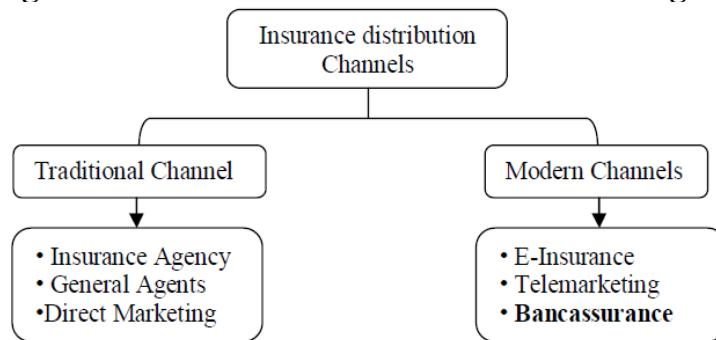 Insurance distribution
Channels
Traditional Channel
Modern Channels
• Insurance Agency
• General Agents
•Direct Marketing
• E-Insurance
• Telemarketing
• Bancassurance